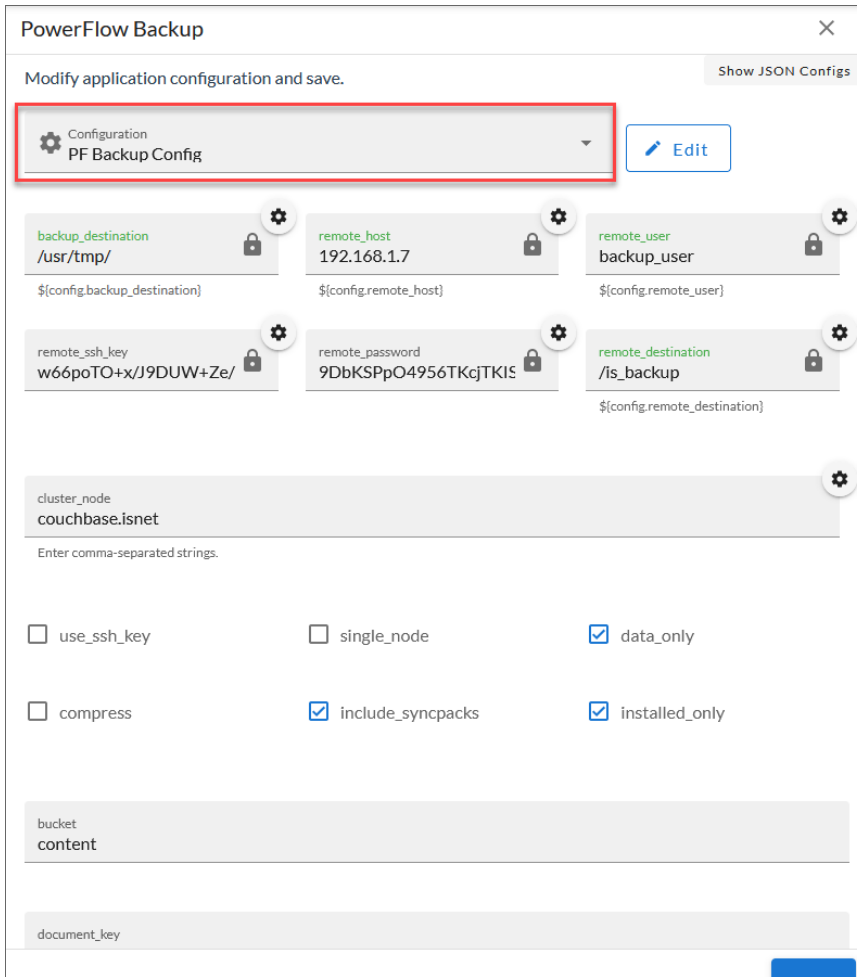 PowerFlow Backup
Modify application configuration and save.
Show JSON Configs
Configuration
PF Backup Config
Edit
backup_destination
/usr/tmp/
${config.backup_destination}
remote_host
192.168.1.7
${config.remote_host}
remote_user
backup_user
${config.remote_user}
remote_ssh_key
w66poTO+x/J9DUW+Ze/
remote_password
9DbKSPpO4956TKcjTKIS
remote_destination
/is_backup
${config.remote_destination}
cluster_node
couchbase.isnet
Enter comma-separated strings.
use_ssh_key
single_node
data_only
compress
include_syncpacks
installed_only
bucket
content
document_key